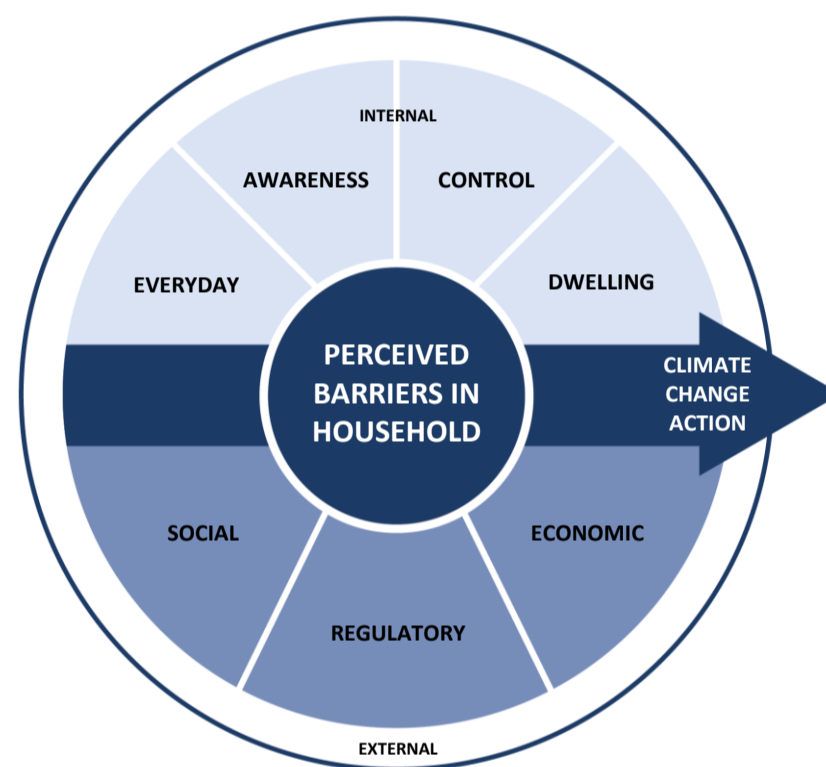 INTERNAL
AWARENESS
CONTROL
EVERYDAY
DWELLING
PERCEIVED
BARRIERS IN
HOUSEHOLD
CLIMATE
CHANGE
ACTION
SOCIAL
ECONOMIC
REGULATORY
EXTERNAL